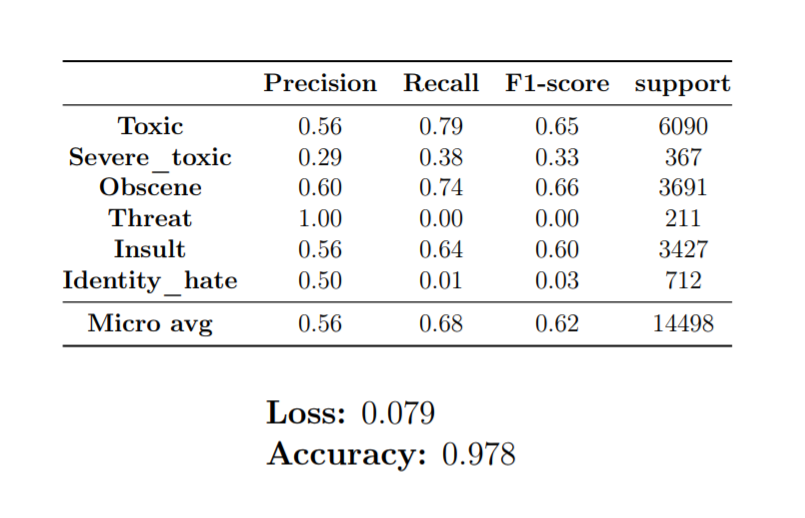 Precision Recall F1-score support
Toxic 0.56 0.79 0.65 6090
Severe_toxic 0.29 0.38 0.33 367
Obscene 0.60 0.74 0.66 3691
Threat 1.00 0.00 0.00 211
Insult 0.56 0.64 0.60 3427
Identity_hate 0.50 0.01 0.03 712
Micro avg 0.56 0.68 0.62 14498
Loss: 0.079
Accuracy: 0.978